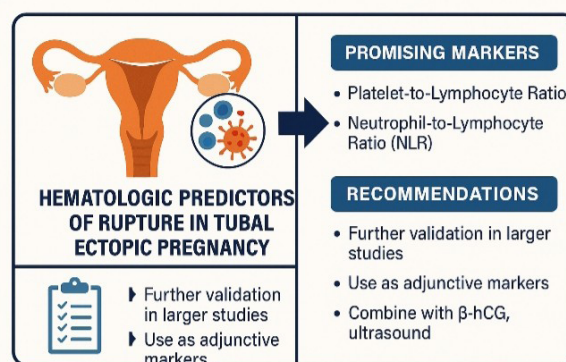 HEMATOLOGIC PREDICTORS
OF RUPTURE IN TUBAL
ECTOPIC PREGNANCY
Further validation
in larger studies
Use as adjunctive
markers
PROMISING MARKERS
• Platelet-to-Lymphocyte Ratio
• Neutrophil-to-Lymphocyte
Ratio (NLR)
RECOMMENDATIONS
• Further validation in larger
studies
• Use as adjunctive markers
• Combine with β-hCG,
ultrasound